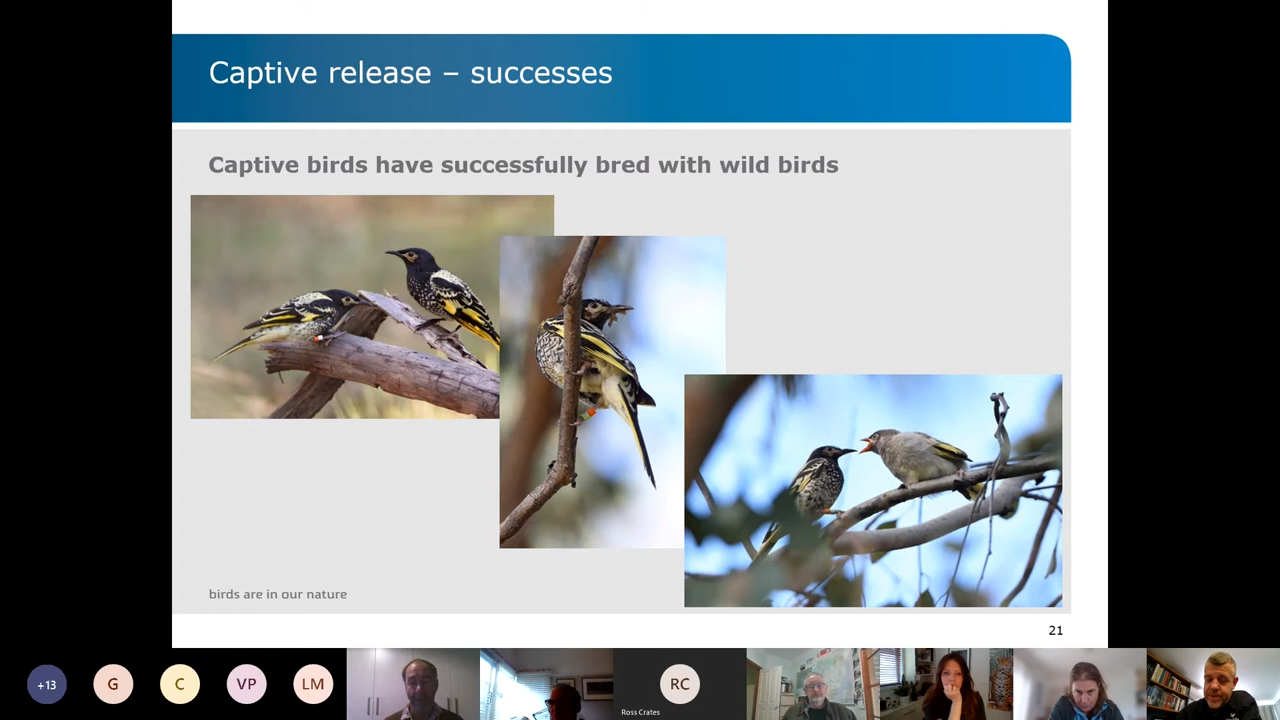 Captive release – successes
Captive birds have successfully bred with wild birds
birds are in our nature
21
+13
G
C
VP
LM
RC
Ross Crates